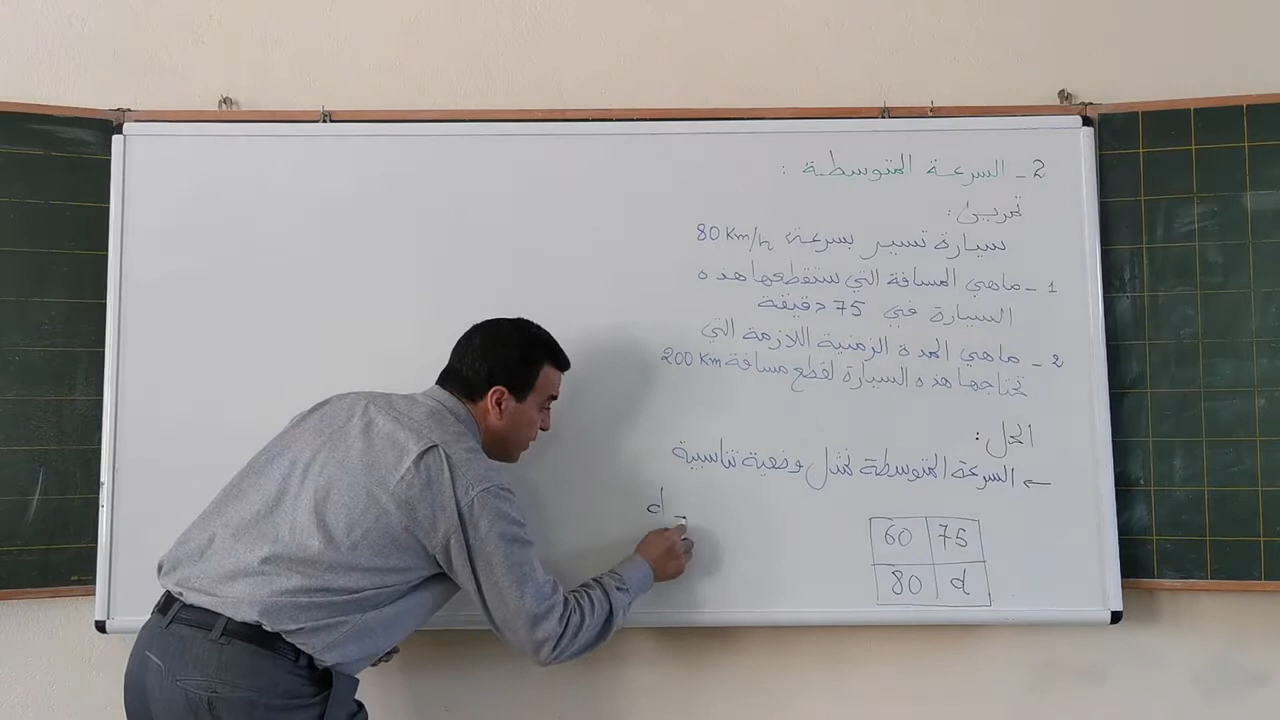 2 - السرعة المتوسطة :
تمرين :
سيارة تسير بسرعة 80 Km/h
1 - ماهي المسافة التي ستقطعها هذه
السيارة في 75 دقيقة
2 - ماهي المدة الزمنية اللازمة التي
تحتاجها هذه السيارة لقطع مسافة 200 Km
الحل :
← السرعة المتوسطة تمثل وضعية تناسبية
60 75
80 d
d =